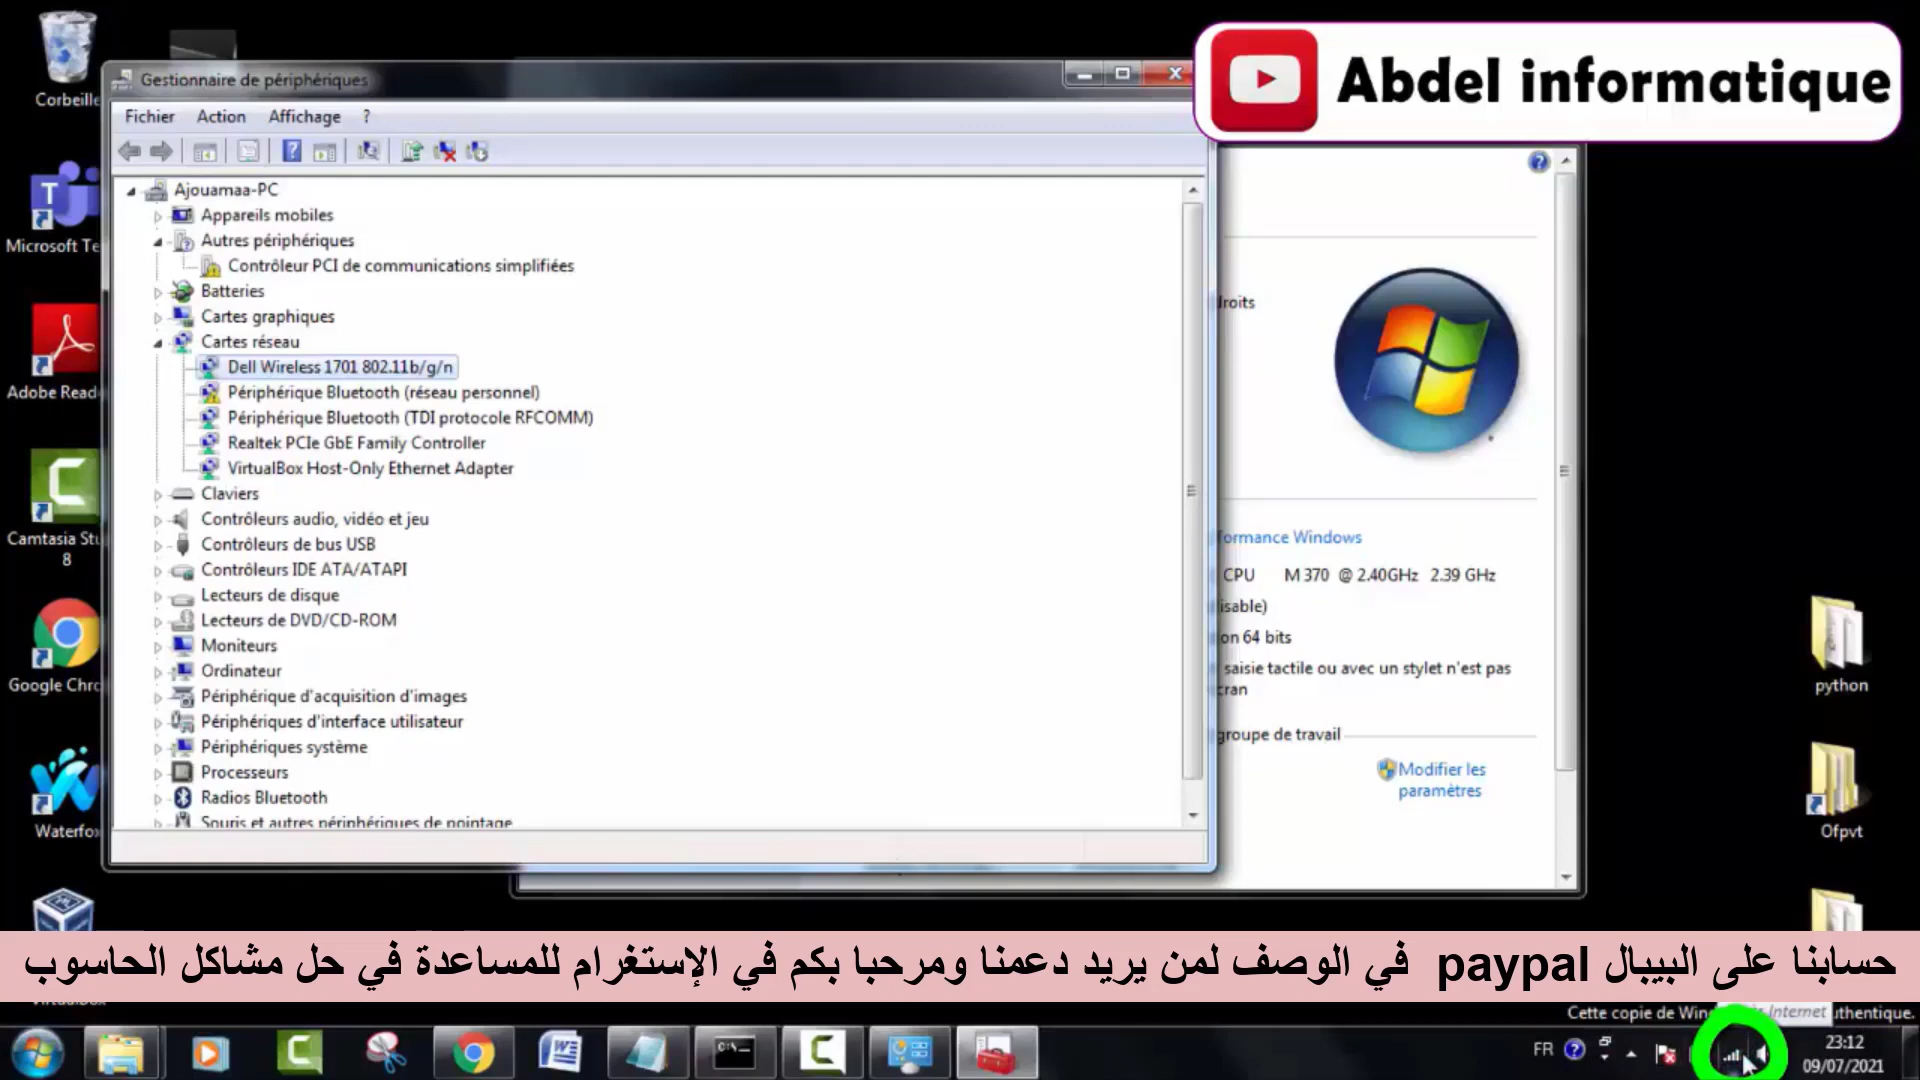 Corbeille
Gestionnaire de périphériques
Abdel informatique
Fichier Action Affichage ?
Ajouamaa-PC
Appareils mobiles
Autres périphériques
Contrôleur PCI de communications simplifiées
Batteries
Cartes graphiques
Cartes réseau
Dell Wireless 1701 802.11b/g/n
Périphérique Bluetooth (réseau personnel)
Périphérique Bluetooth (TDI protocole RFCOMM)
Realtek PCIe GbE Family Controller
VirtualBox Host-Only Ethernet Adapter
Claviers
Contrôleurs audio, vidéo et jeu
Contrôleurs de bus USB
Contrôleurs IDE ATA/ATAPI
Lecteurs de disque
Lecteurs de DVD/CD-ROM
Moniteurs
Ordinateur
Périphérique d'acquisition d'images
Périphériques d'interface utilisateur
Périphériques système
Processeurs
Radios Bluetooth
Souris et autres périphériques de pointage
Microsoft Te
Adobe Read
Camtasia Stu
8
Google Chro
Waterfox
droits
formance Windows
CPU M 370 @ 2.40GHz 2.39 GHz
isable)
on 64 bits
saisie tactile ou avec un stylet n'est pas
cran
groupe de travail
Modifier les
paramètres
python
Ofpvt
حسابنا على البيبال paypal في الوصف لمن يريد دعمنا ومرحبا بكم في الإستغرام للمساعدة في حل مشاكل الحاسوب
Cette copie de Wind Internet uthentique.
FR
23:12
09/07/2021